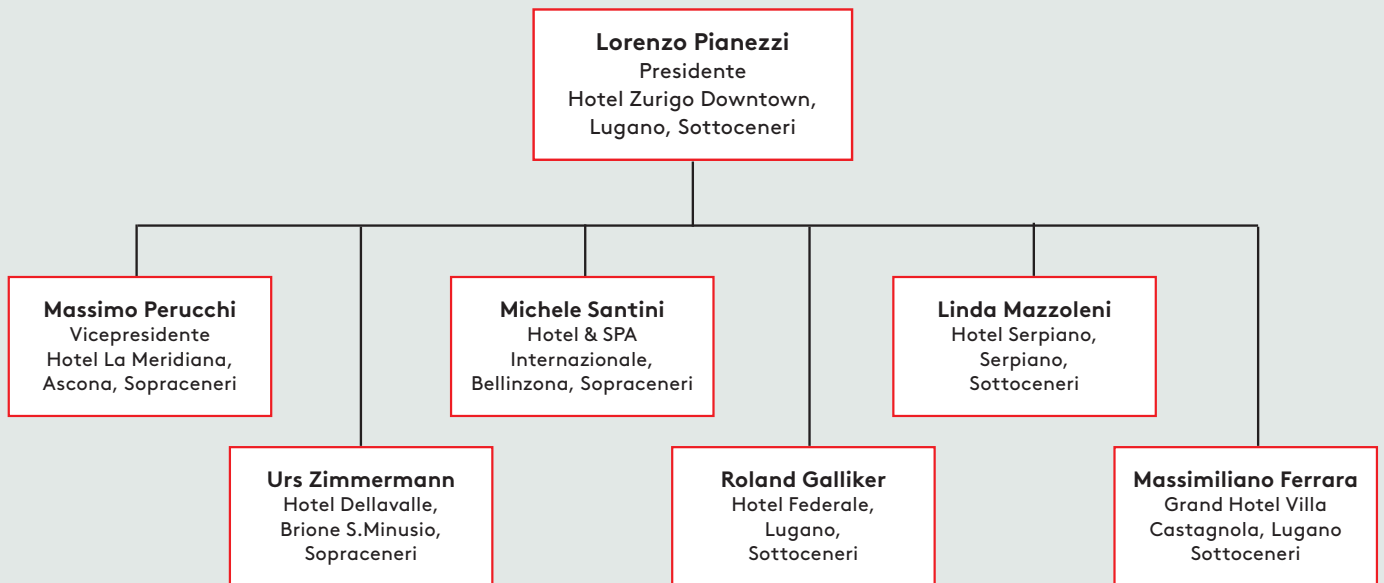 Lorenzo Pianezzi
Presidente
Hotel Zurigo Downtown,
Lugano, Sottoceneri
Massimo Perucchi
Vicepresidente
Hotel La Meridiana,
Ascona, Sopraceneri
Michele Santini
Hotel & SPA
Internazionale,
Bellinzona, Sopraceneri
Linda Mazzoleni
Hotel Serpiano,
Serpiano,
Sottoceneri
Urs Zimmermann
Hotel Dellavalle,
Brione S.Minusio,
Sopraceneri
Roland Galliker
Hotel Federale,
Lugano,
Sottoceneri
Massimiliano Ferrara
Grand Hotel Villa
Castagnola, Lugano
Sottoceneri